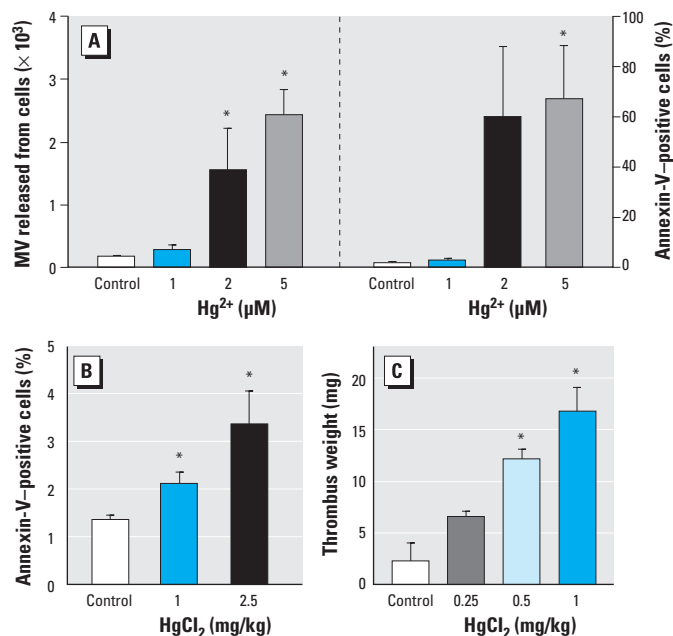 A
MV released from cells (× 10³)
4
3
2
1
0
*
*
Control
1
2
5
Hg²⁺ (µM)
*
Control
1
2
5
Hg²⁺ (µM)
100
80
60
40
20
0
Annexin-V–positive cells (%)
B
Annexin-V–positive cells (%)
5
4
3
2
1
0
*
*
Control
1
2.5
HgCl₂ (mg/kg)
C
Thrombus weight (mg)
20
15
10
5
0
*
*
Control
0.25
0.5
1
HgCl₂ (mg/kg)